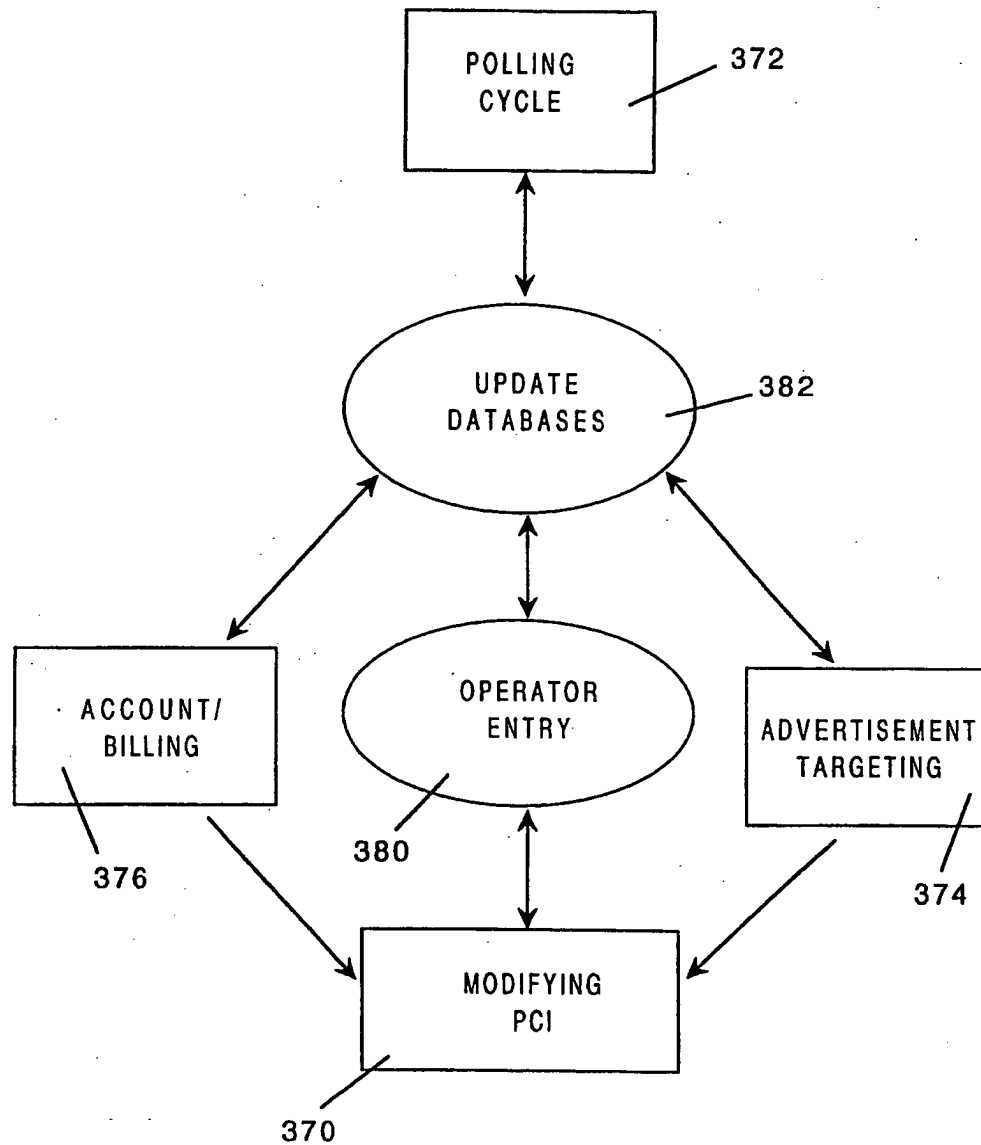 POLLING
CYCLE
372
UPDATE
DATABASES
382
ACCOUNT/
BILLING
376
OPERATOR
ENTRY
380
ADVERTISEMENT
TARGETING
374
MODIFYING
PCI
370